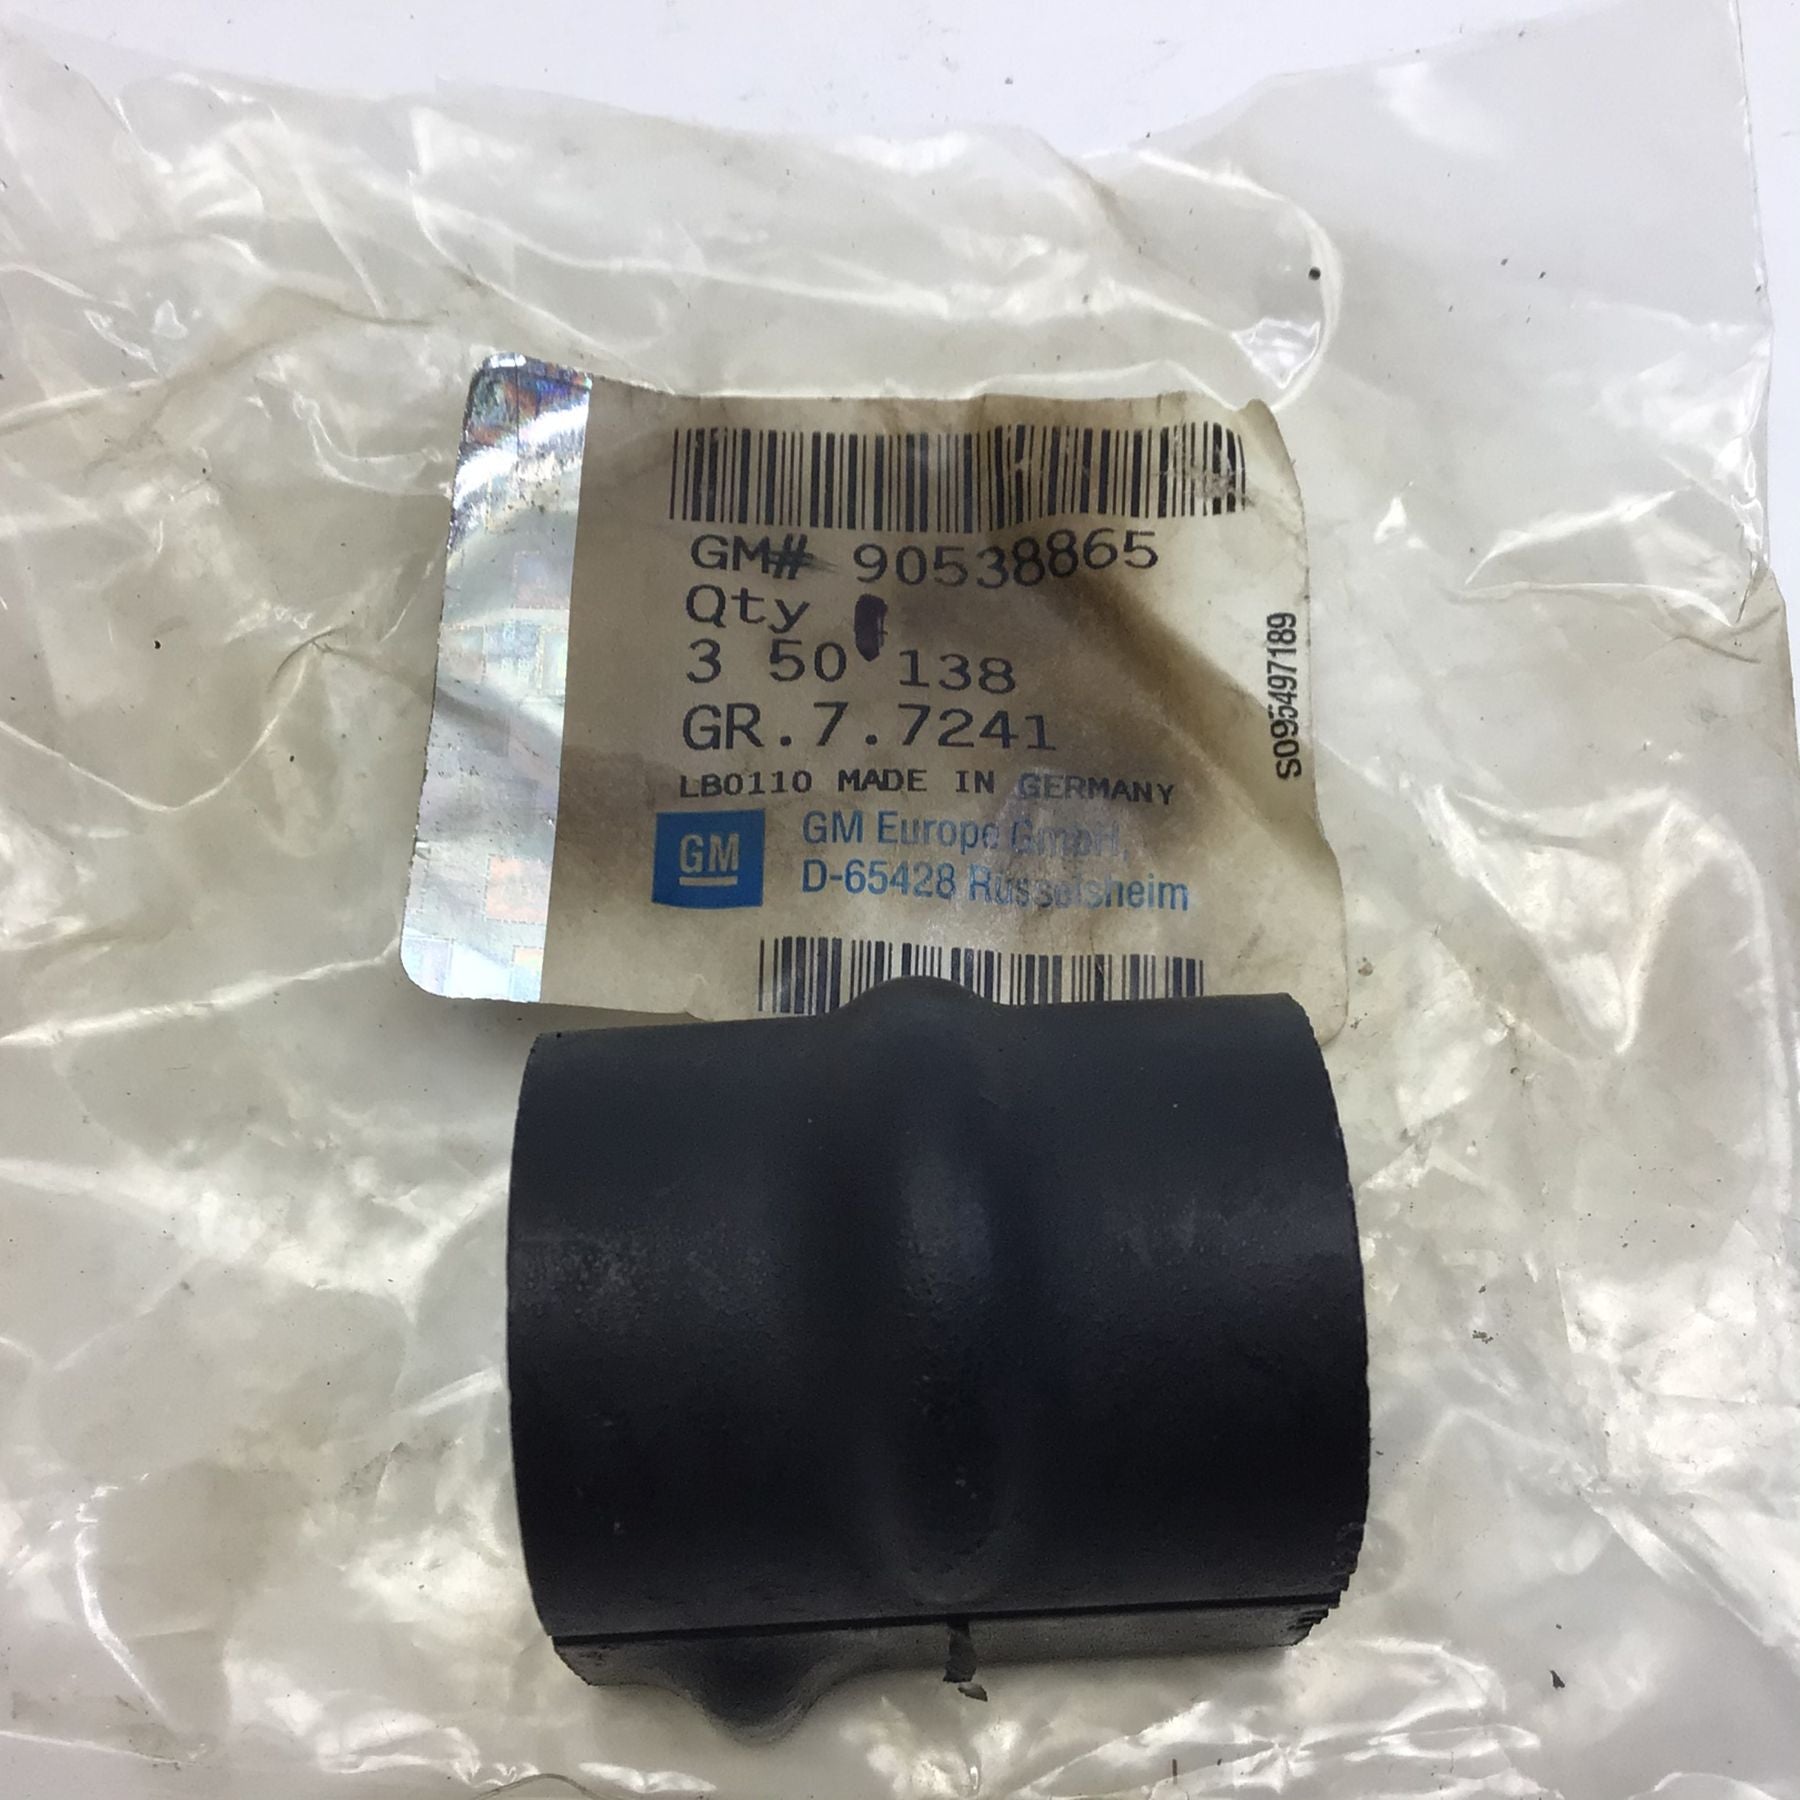 GM# 90538865
Qty
3 50 138
GR.7.7241
LB0110 MADE IN GERMANY
GM
GM Europe GmbH,
D-65428 Rüsselsheim
S095497189